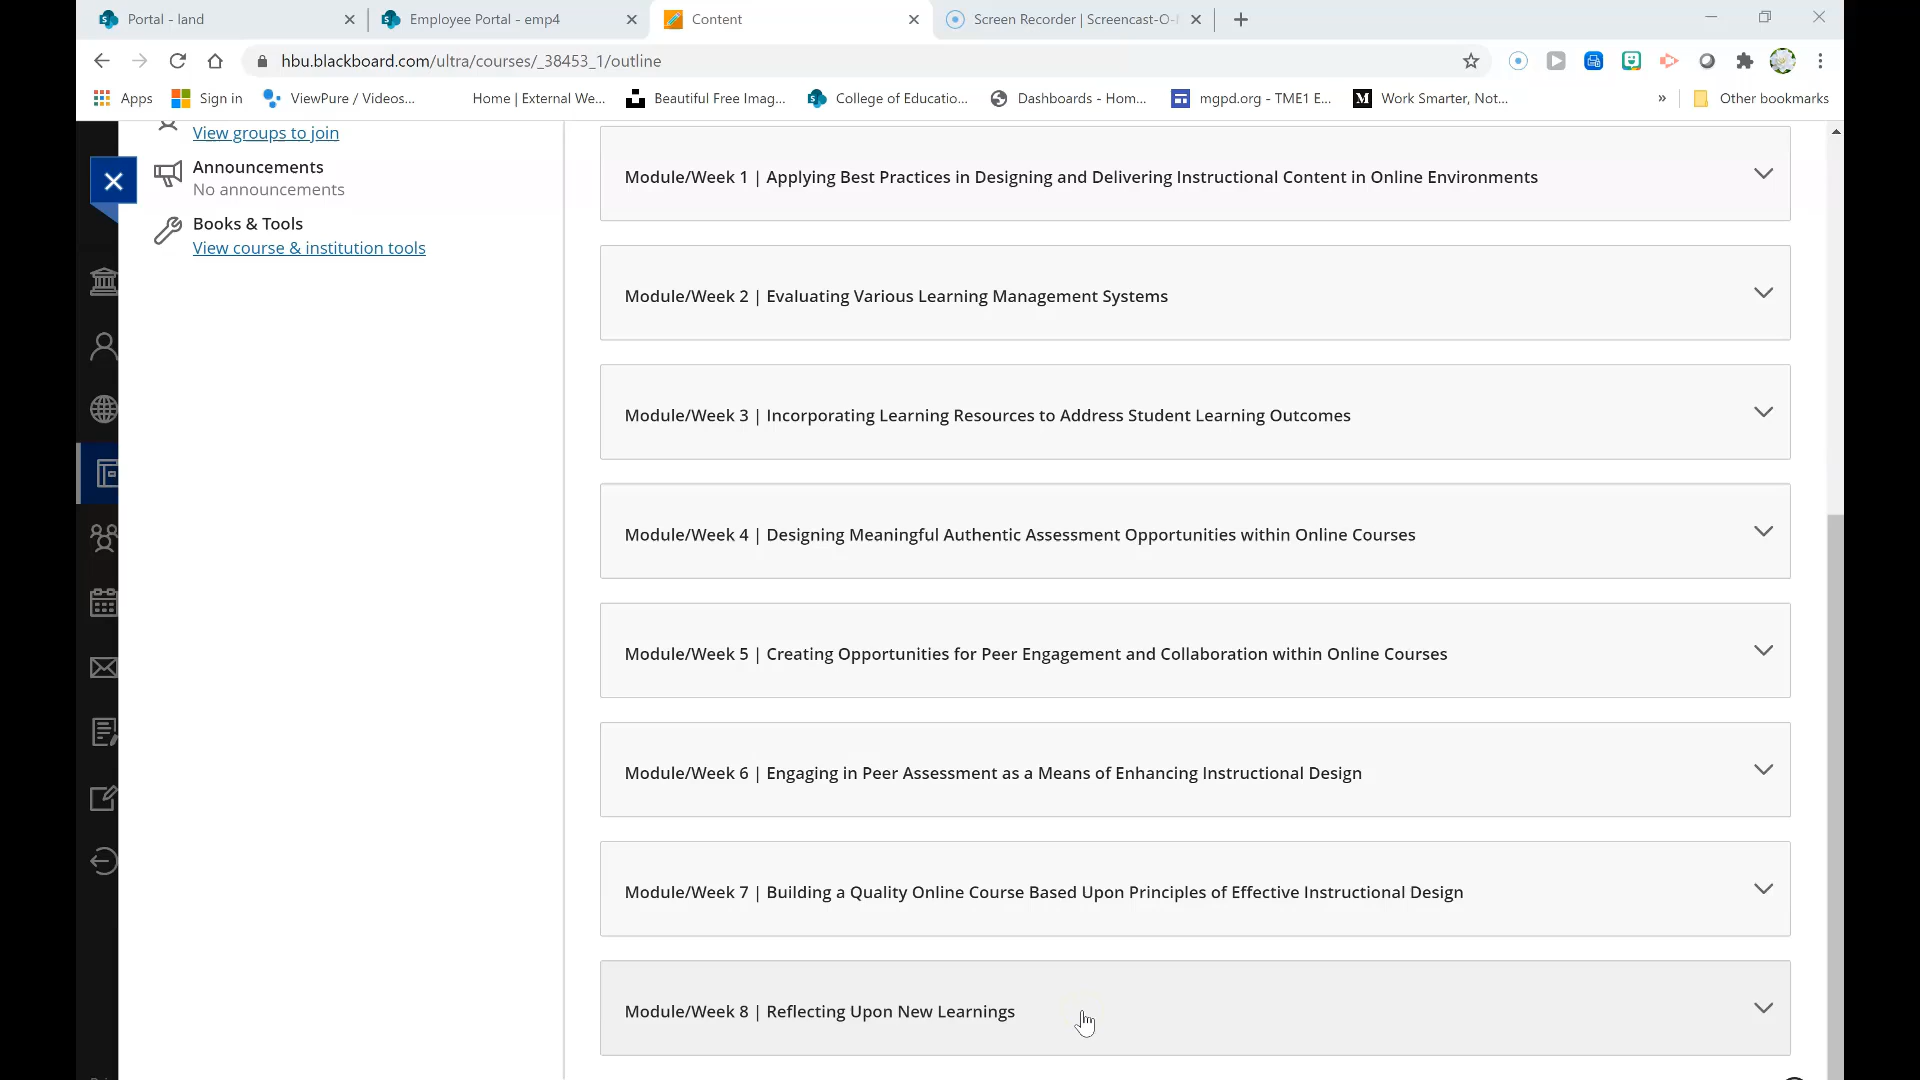 Portal - land
Employee Portal - emp4
Content
Screen Recorder | Screencast-O-
hbu.blackboard.com/ultra/courses/_38453_1/outline
Apps
Sign in
ViewPure / Videos...
Home | External We...
Beautiful Free Imag...
College of Educatio...
Dashboards - Hom...
mgpd.org - TME1 E...
M
Work Smarter, Not...
»
Other bookmarks
View groups to join
Announcements
No announcements
Books & Tools
View course & institution tools
Module/Week 1 | Applying Best Practices in Designing and Delivering Instructional Content in Online Environments
Module/Week 2 | Evaluating Various Learning Management Systems
Module/Week 3 | Incorporating Learning Resources to Address Student Learning Outcomes
Module/Week 4 | Designing Meaningful Authentic Assessment Opportunities within Online Courses
Module/Week 5 | Creating Opportunities for Peer Engagement and Collaboration within Online Courses
Module/Week 6 | Engaging in Peer Assessment as a Means of Enhancing Instructional Design
Module/Week 7 | Building a Quality Online Course Based Upon Principles of Effective Instructional Design
Module/Week 8 | Reflecting Upon New Learnings